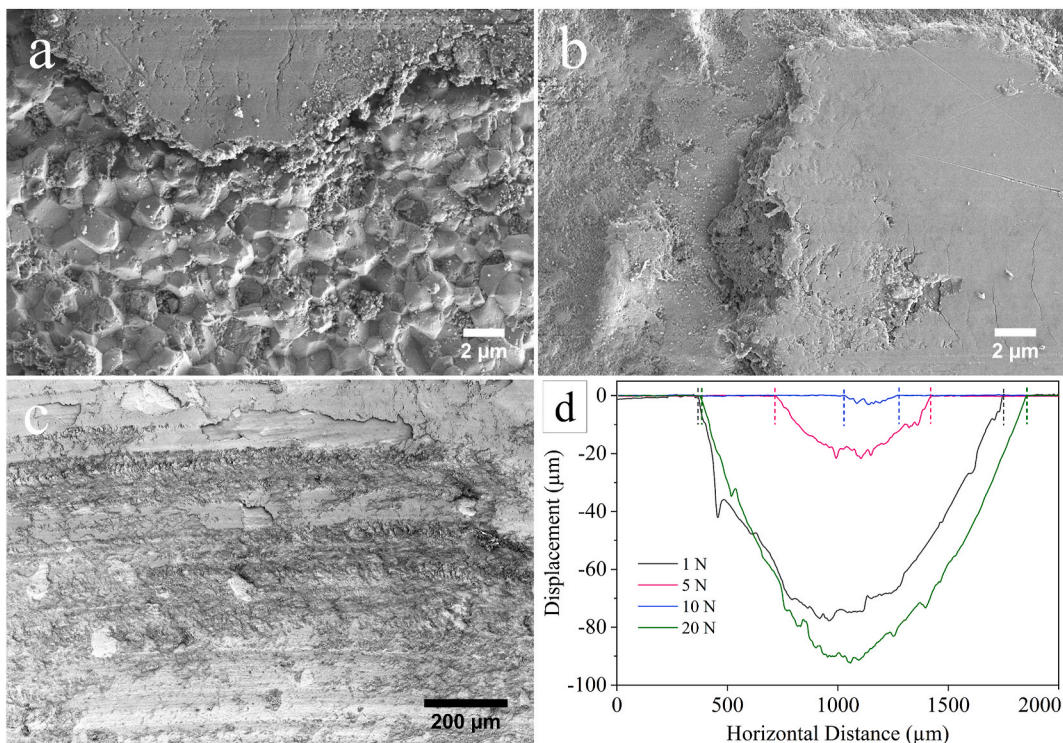 a
b
2 μm
2 μm
c
200 μm
d
0
-20
-40
-60
-80
-100
Displacement (μm)
1 N
5 N
10 N
20 N
0
500
1000
1500
2000
Horizontal Distance (μm)